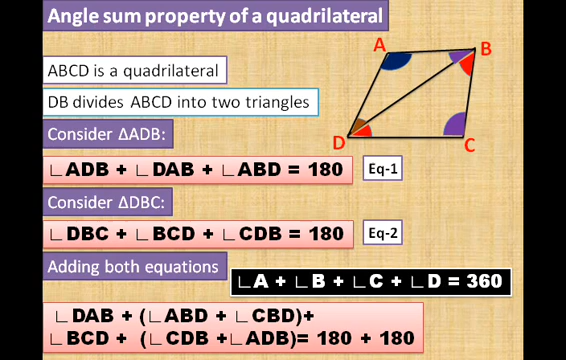 Angle sum property of a quadrilateral
A
B
ABCD is a quadrilateral
DB divides ABCD into two triangles
Consider ΔADB:
D
C
∟ADB + ∟DAB + ∟ABD = 180
Eq-1
Consider ΔDBC:
∟DBC + ∟BCD + ∟CDB = 180
Eq-2
Adding both equations
∟A + ∟B + ∟C + ∟D = 360
∟DAB + (∟ABD + ∟CBD)+
∟BCD + (∟CDB +∟ADB)= 180 + 180